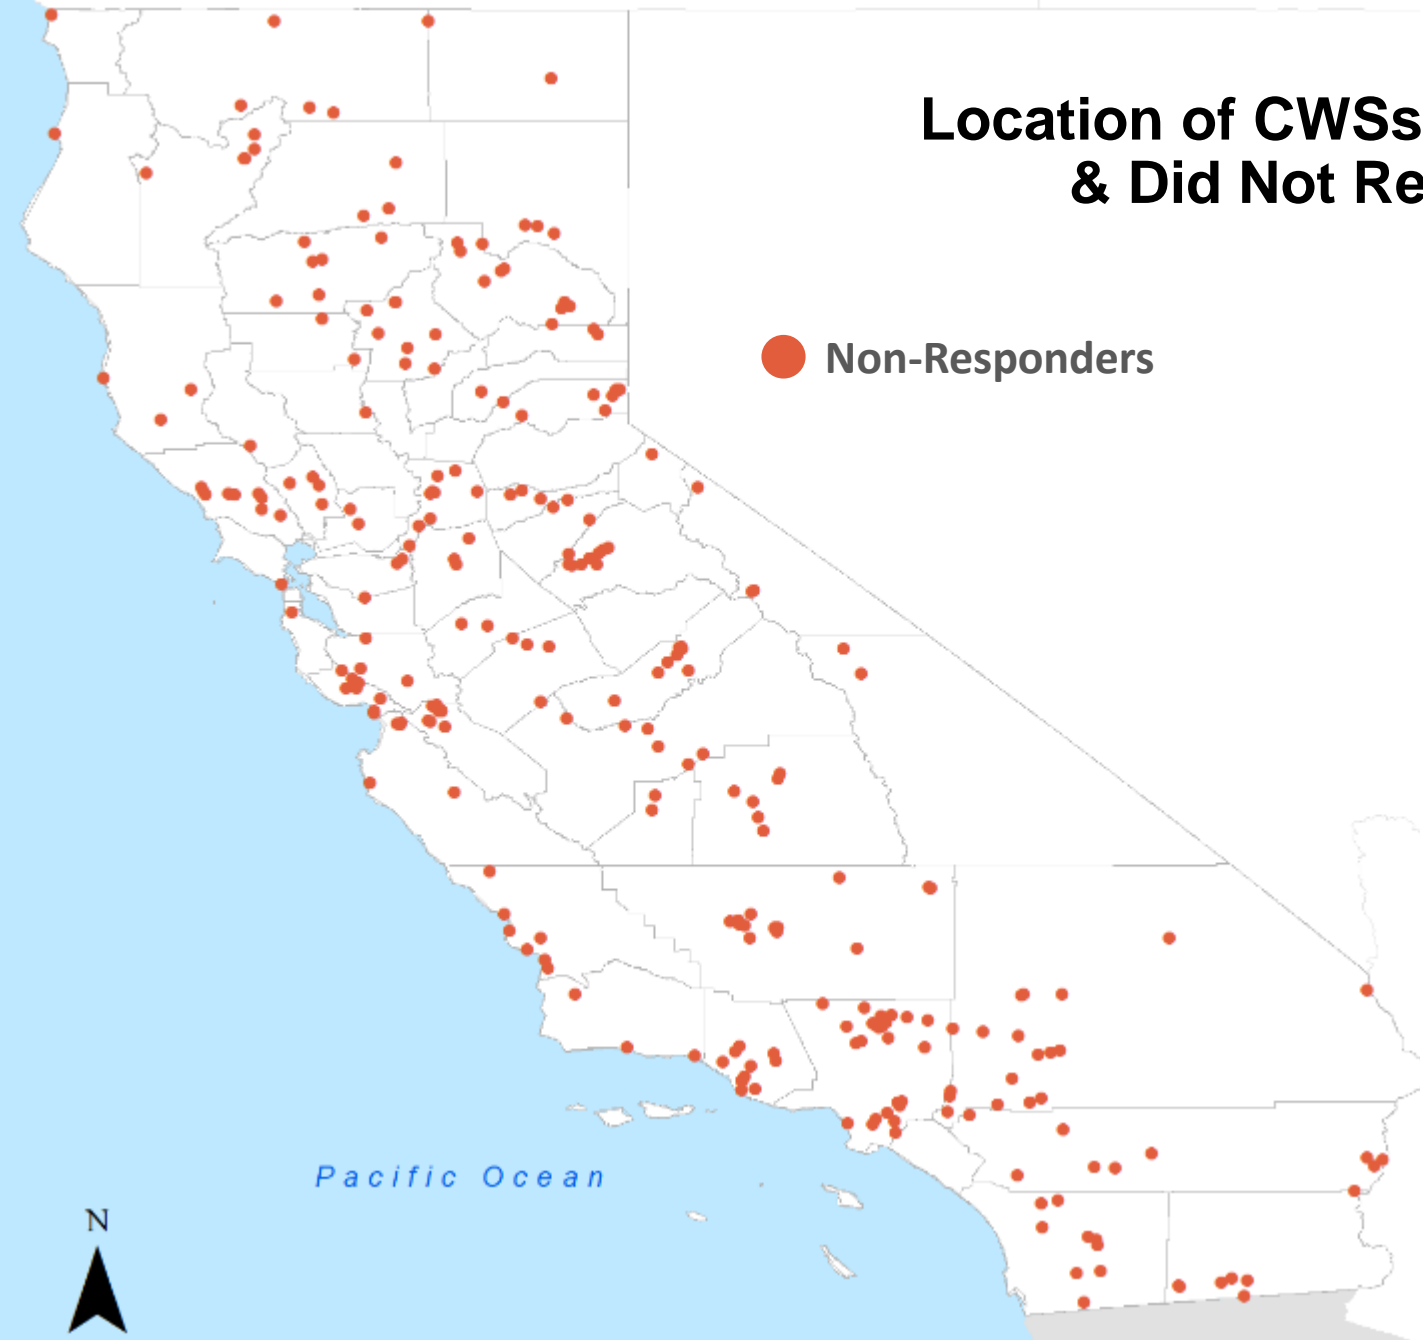 Location of CWSs
& Did Not Re
Non-Responders
Pacific Ocean
N